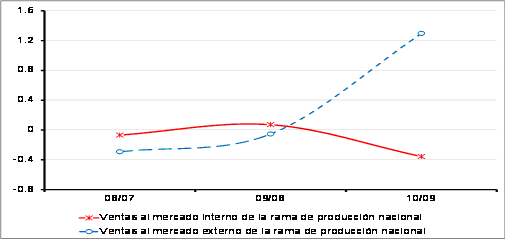 1.6
1.2
0.8
0.4
0
-0.4
-0.8
08/07 09/08 10/09
Ventas al mercado interno de la rama de producción nacional
Ventas al mercado externo de la rama de producción nacional